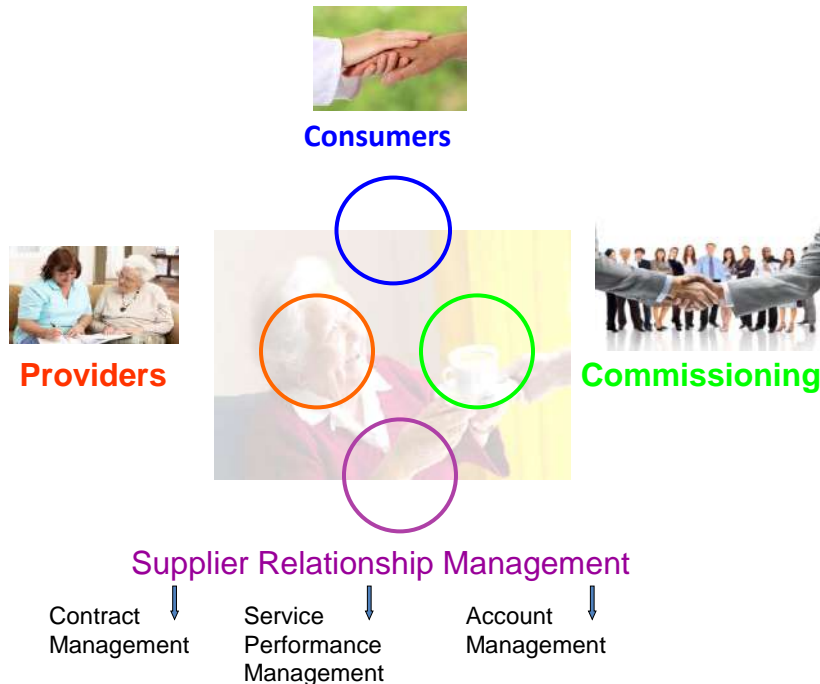 Consumers
Providers
Commissioning
Supplier Relationship Management
Contract
Management
Service
Performance
Management
Account
Management